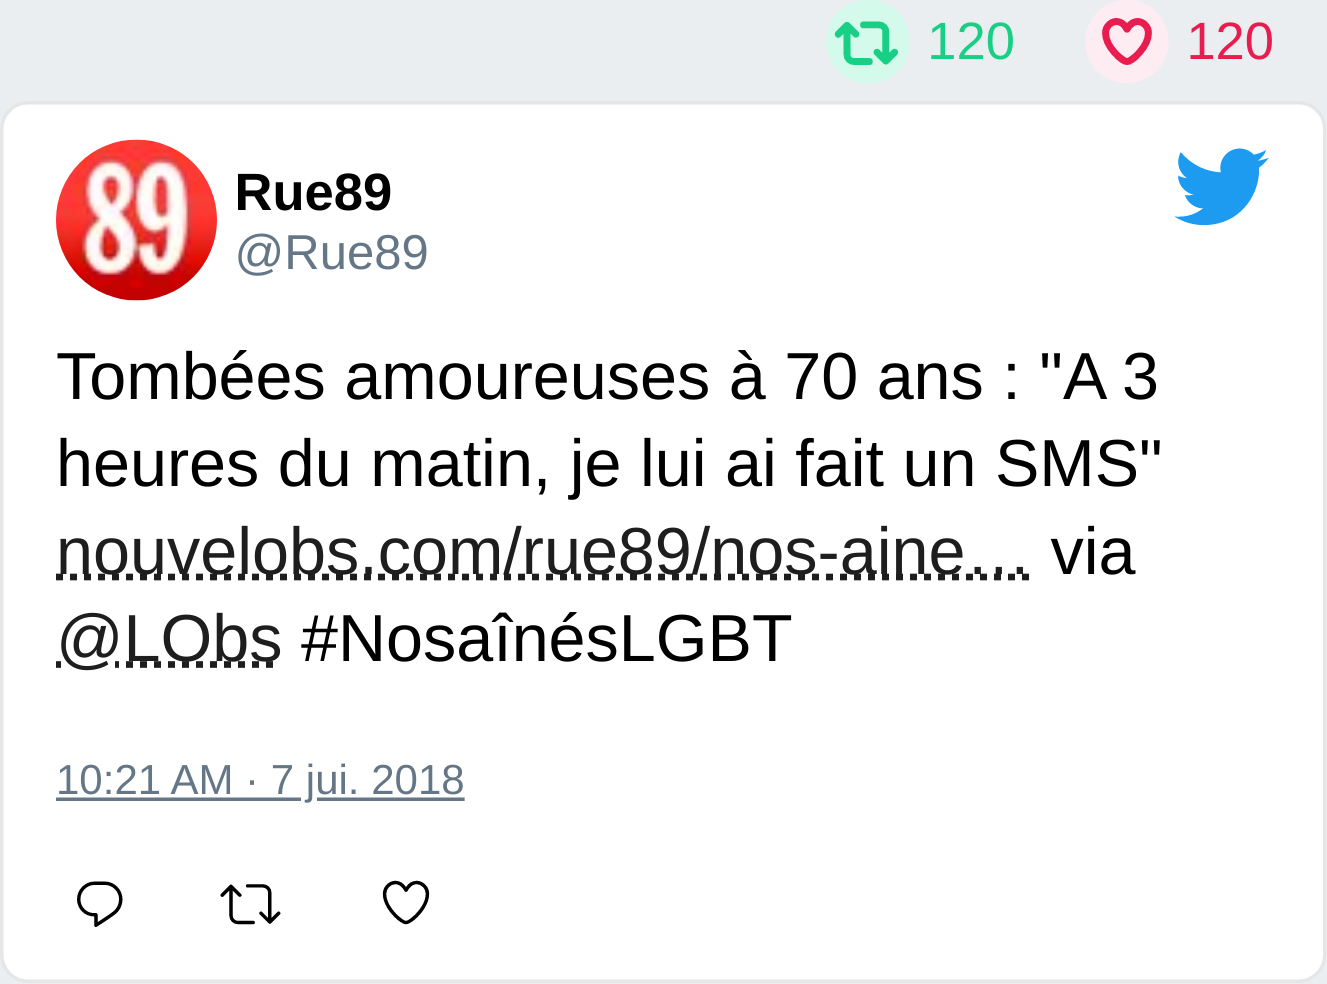 120 120
89
Rue89
@Rue89
Tombées amoureuses à 70 ans : "A 3
heures du matin, je lui ai fait un SMS"
nouvelobs.com/rue89/nos-aine… via
@LObs #NosaînésLGBT
10:21 AM · 7 jui. 2018